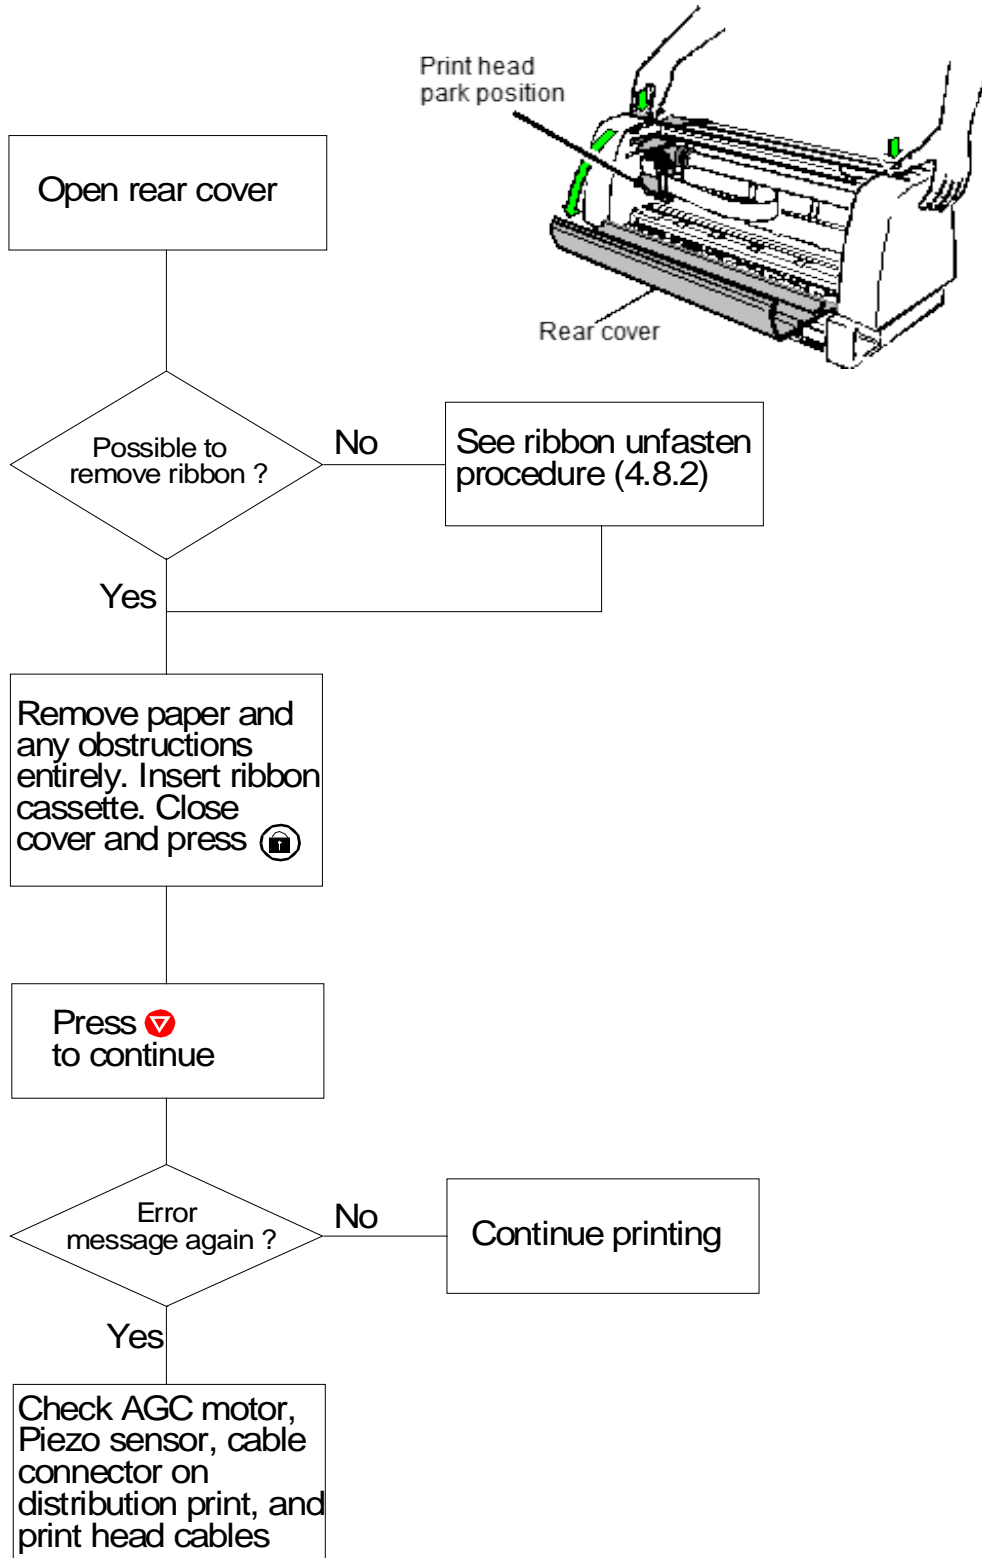 Print head
park position
Open rear cover
Rear cover
Possible to
remove ribbon ?
No
See ribbon unfasten
procedure (4.8.2)
Yes
Remove paper and
any obstructions
entirely. Insert ribbon
cassette. Close
cover and press
Press
to continue
Error
message again ?
No
Continue printing
Yes
Check AGC motor,
Piezo sensor, cable
connector on
distribution print, and
print head cables